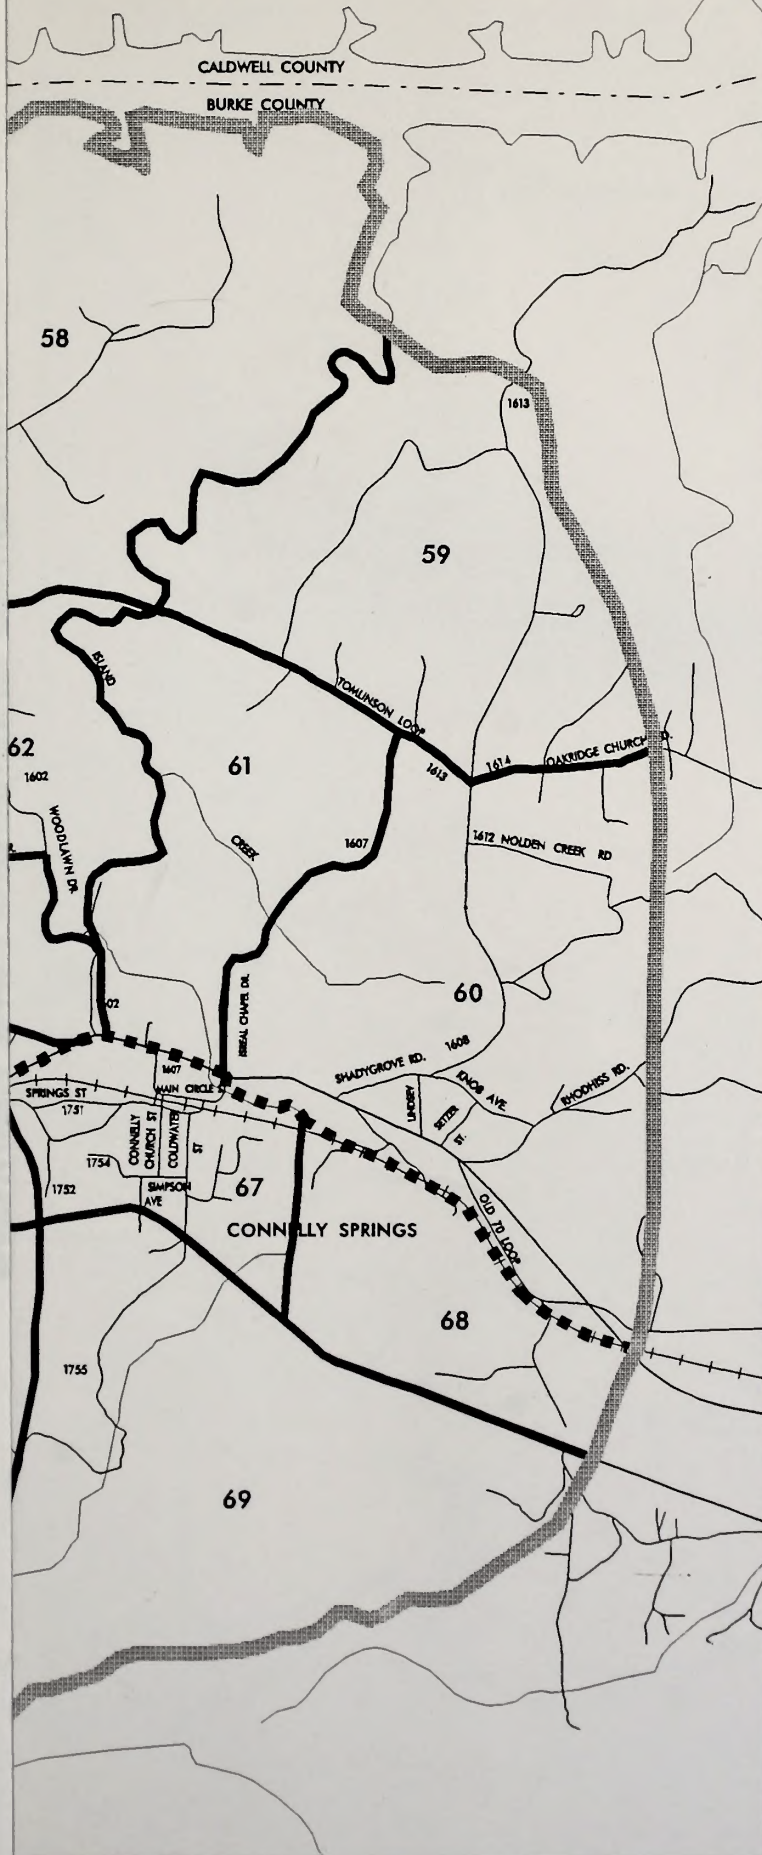 CALDWELL COUNTY
BURKE COUNTY
58
1613
59
ISLAND
TOMLINSON LOOP
62
1602
61
1613
1614
OAKRIDGE CHURCH
WOODLAWN DR.
CREEK
1607
1612 NOLDEN CREEK RD
60
ISREAL CHAPEL DR.
02
1608
SHADYGROVE RD.
1607
MAIN CIRCLE
KNOB AVE
RHODHISS RD.
SPRINGS ST
1751
LINDSEY
SETZER
ST.
CONNELLY
CHURCH ST
COLDWATER
ST
1754
1752
SIMPSON
AVE
67
OLD 70 LOOP
CONNELLY SPRINGS
68
1755
69